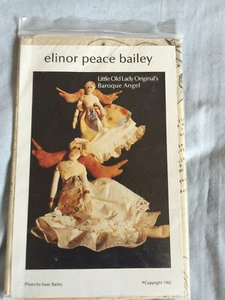 elinor peace bailey
Little Old Lady Original's
Baroque Angel
Photo by Isaac Bailey
©Copyright 1982